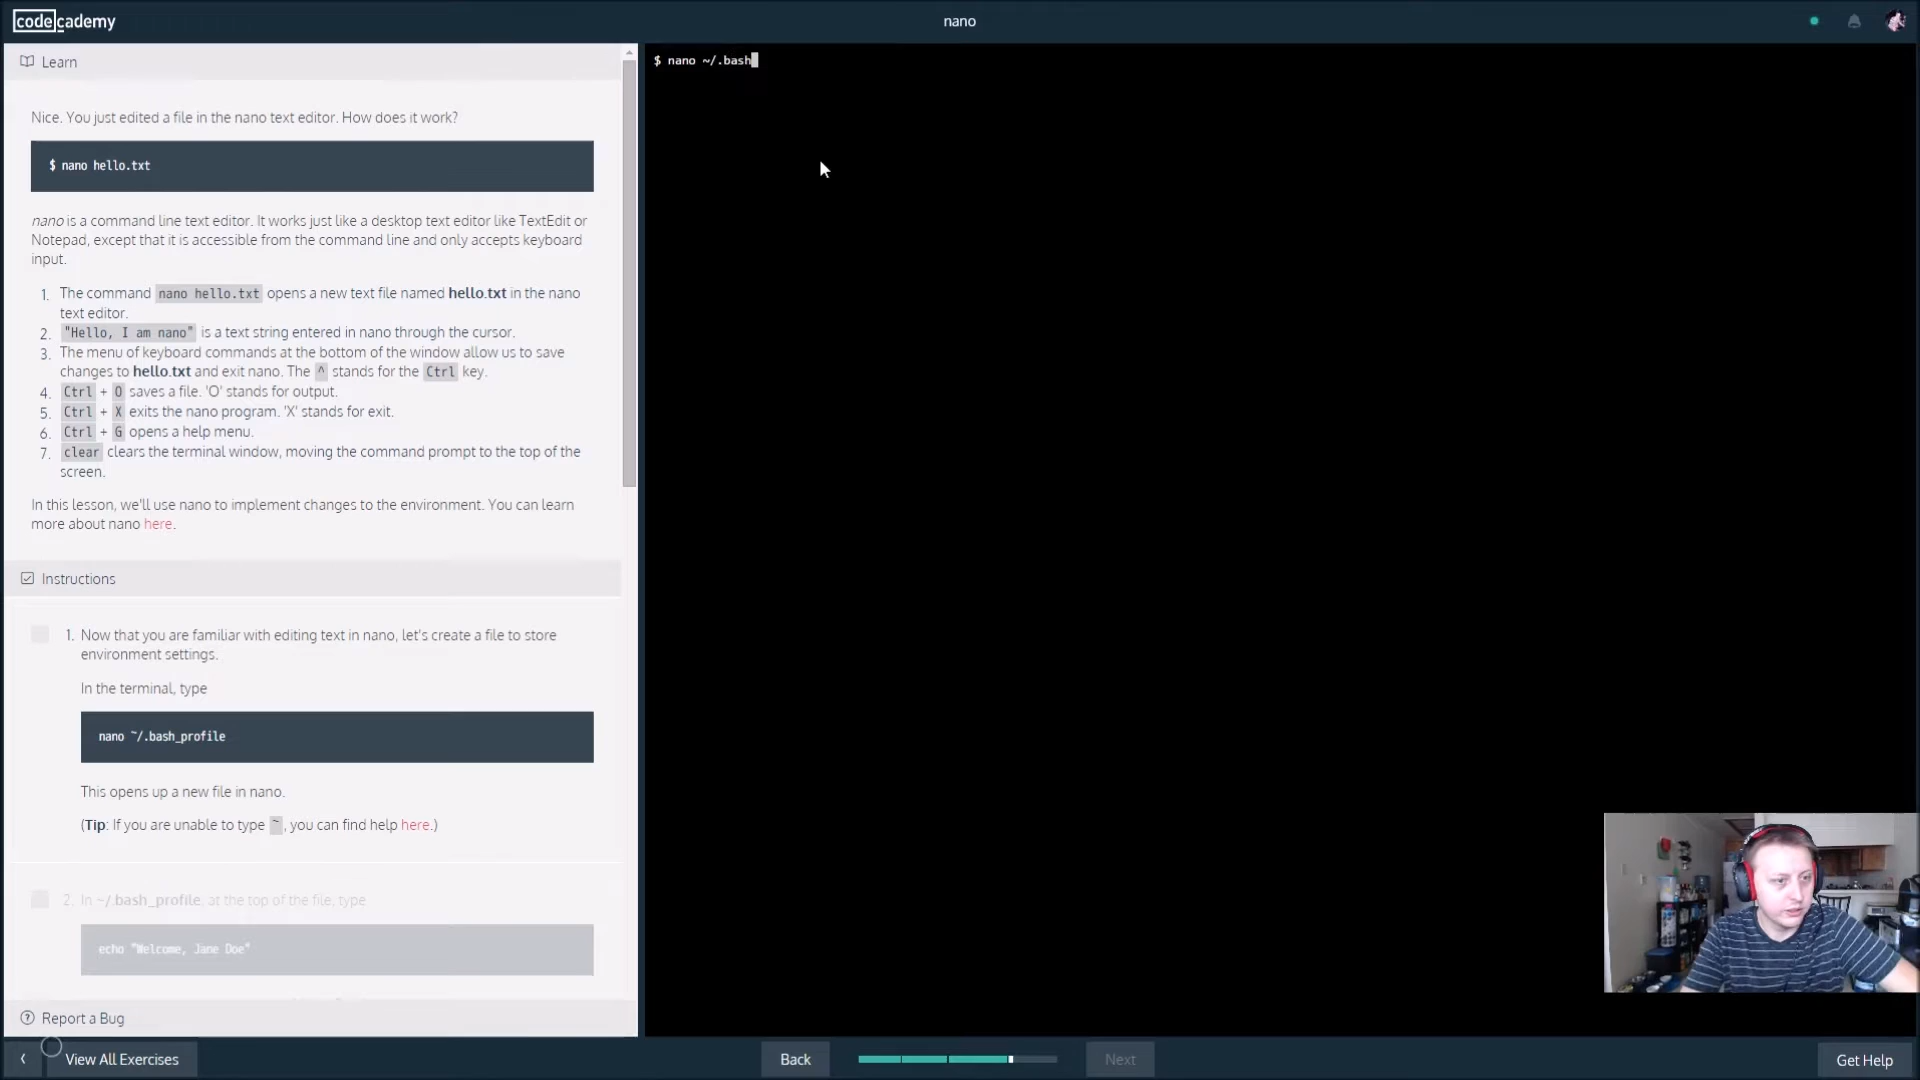 codecademy
nano
Learn
$ nano ~/.bash
Nice. You just edited a file in the nano text editor. How does it work?
$ nano hello.txt
nano is a command line text editor. It works just like a desktop text editor like TextEdit or
Notepad, except that it is accessible from the command line and only accepts keyboard
input.
1. The command nano hello.txt opens a new text file named hello.txt in the nano
text editor.
2. "Hello, I am nano" is a text string entered in nano through the cursor.
3. The menu of keyboard commands at the bottom of the window allow us to save
changes to hello.txt and exit nano. The ^ stands for the Ctrl key.
4. Ctrl + O saves a file. 'O' stands for output.
5. Ctrl + X exits the nano program. 'X' stands for exit.
6. Ctrl + G opens a help menu.
7. clear clears the terminal window, moving the command prompt to the top of the
screen.
In this lesson, we'll use nano to implement changes to the environment. You can learn
more about nano here.
Instructions
1. Now that you are familiar with editing text in nano, let's create a file to store
environment settings.
In the terminal, type
nano ~/.bash_profile
This opens up a new file in nano.
(Tip: If you are unable to type ~, you can find help here.)
2. In ~/.bash_profile, at the top of the file, type
echo "Welcome, Jane Doe"
Report a Bug
View All Exercises
Back
Next
Get Help